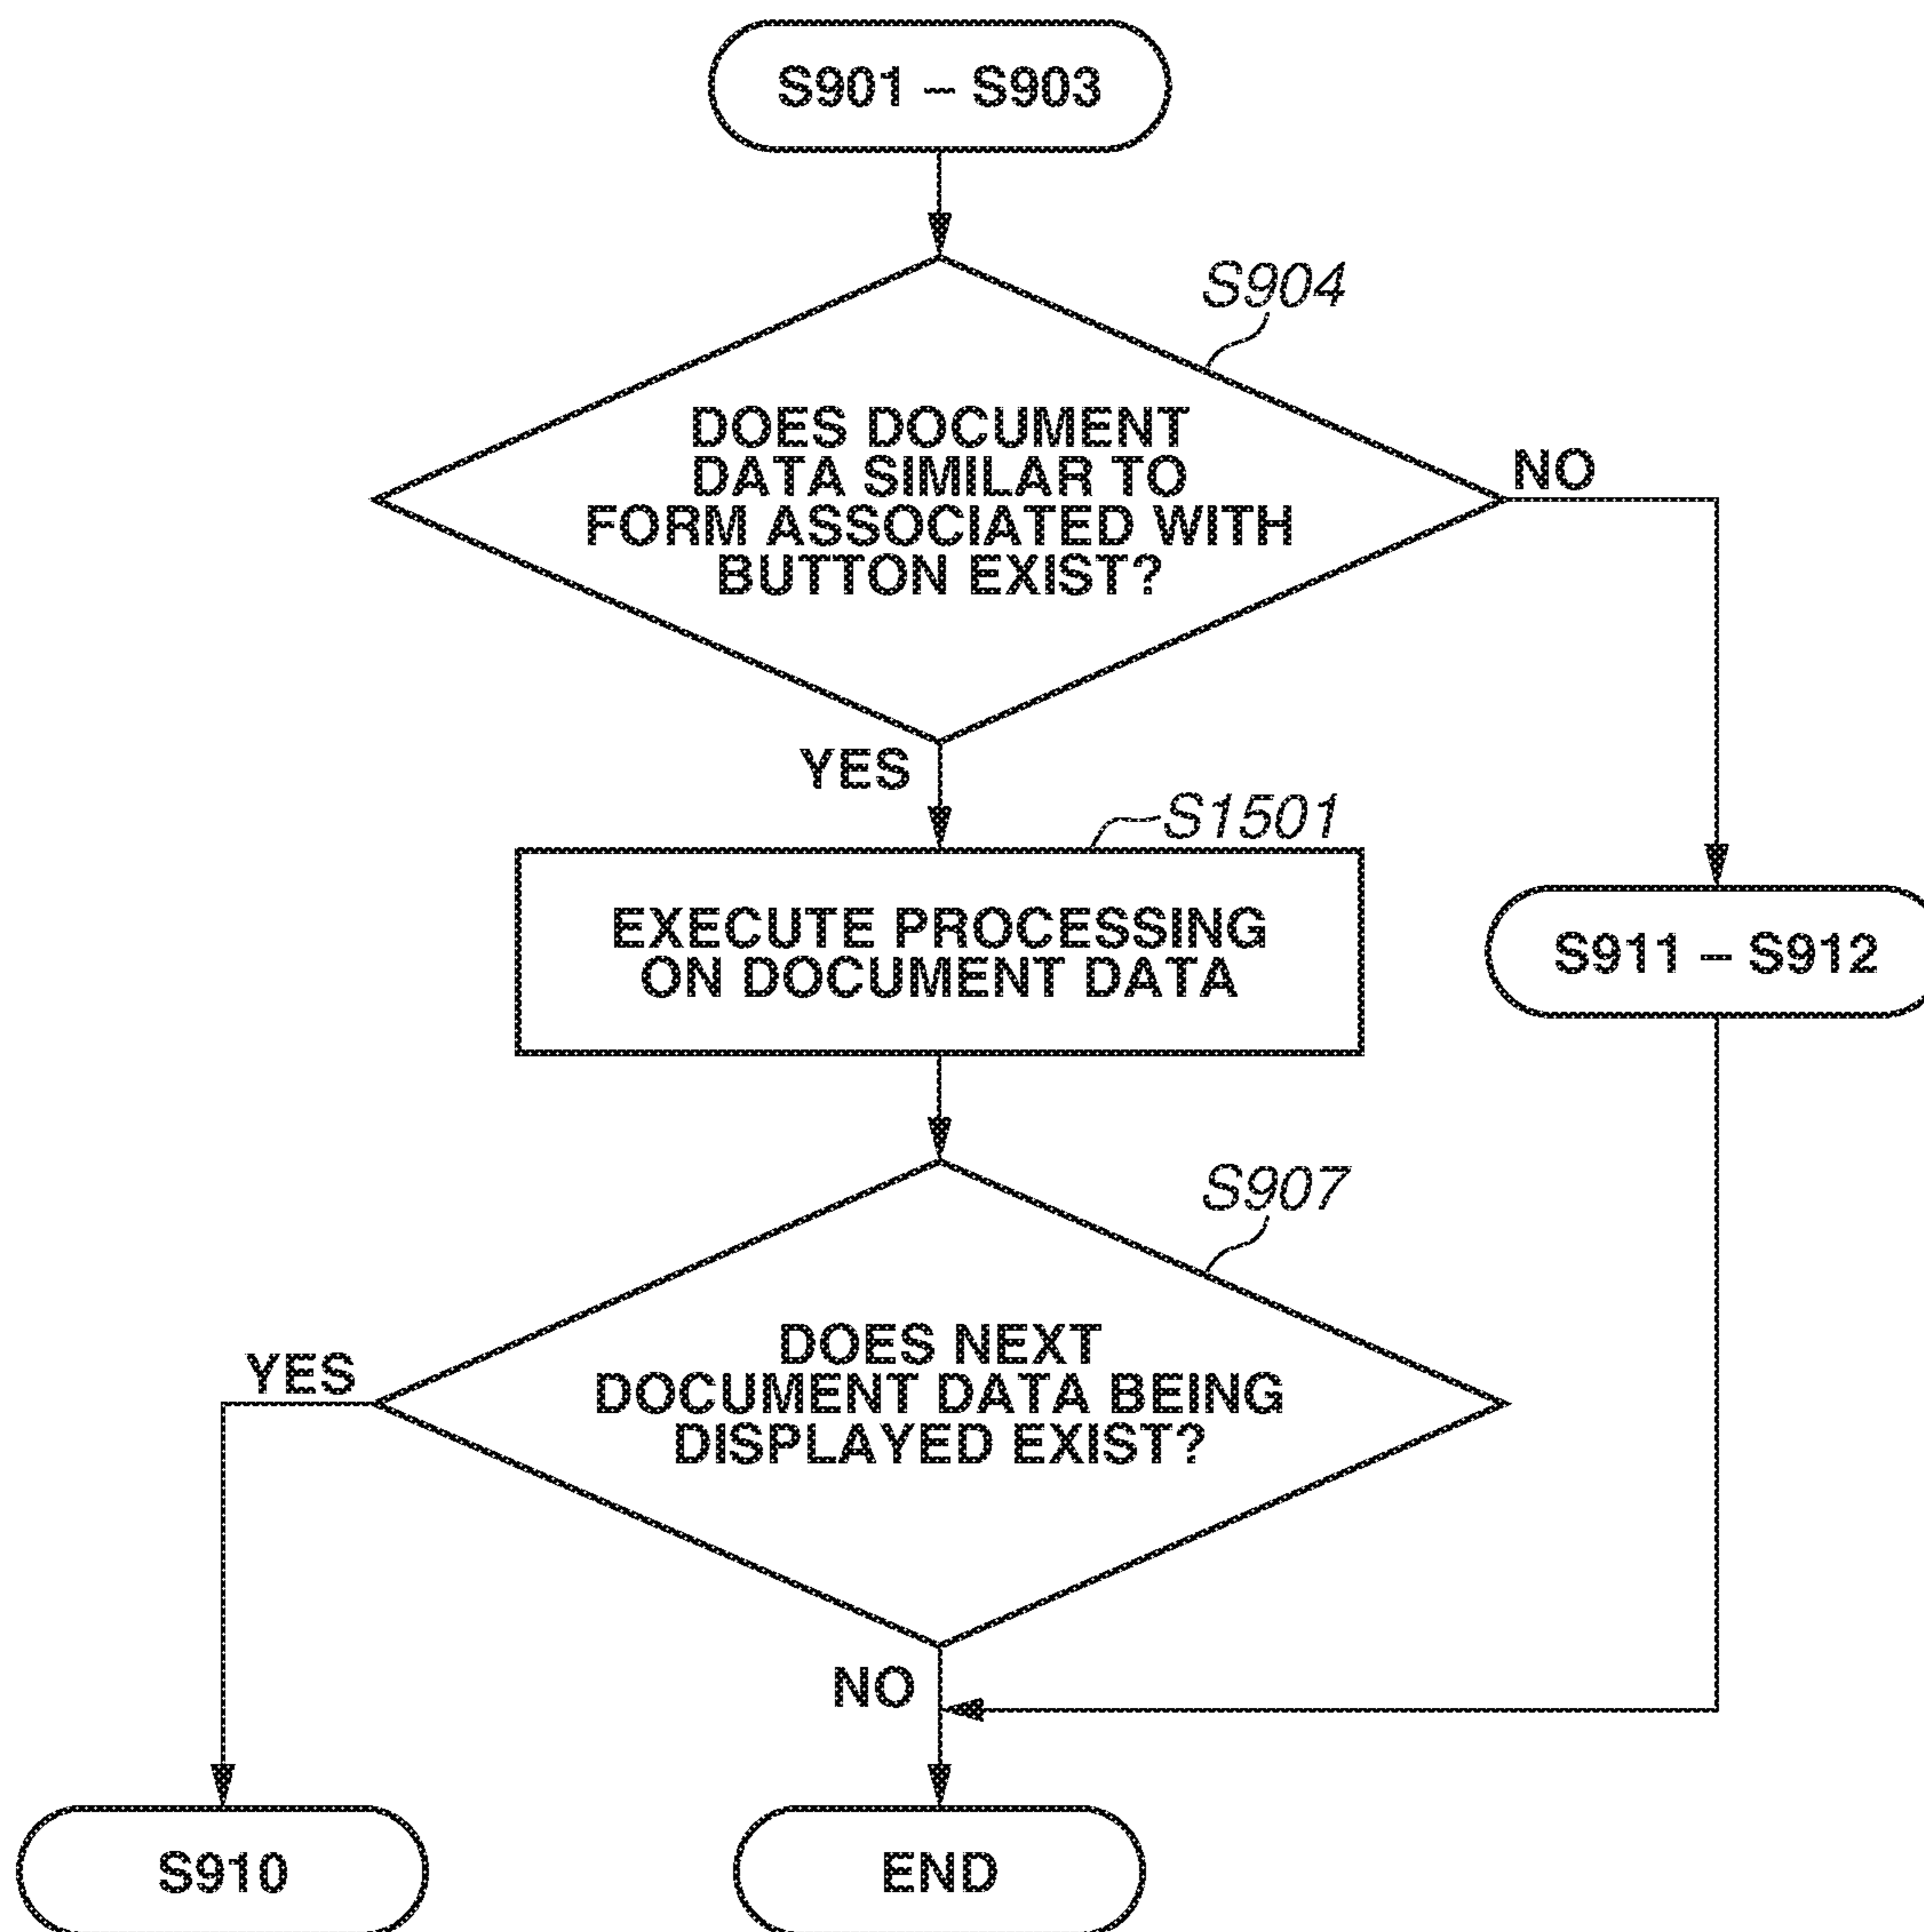 S901 – S903
S904
DOES DOCUMENT
DATA SIMILAR TO
FORM ASSOCIATED WITH
BUTTON EXIST?
NO
YES
S1501
EXECUTE PROCESSING
ON DOCUMENT DATA
S911 – S912
S907
DOES NEXT
DOCUMENT DATA BEING
DISPLAYED EXIST?
YES
NO
S910
END